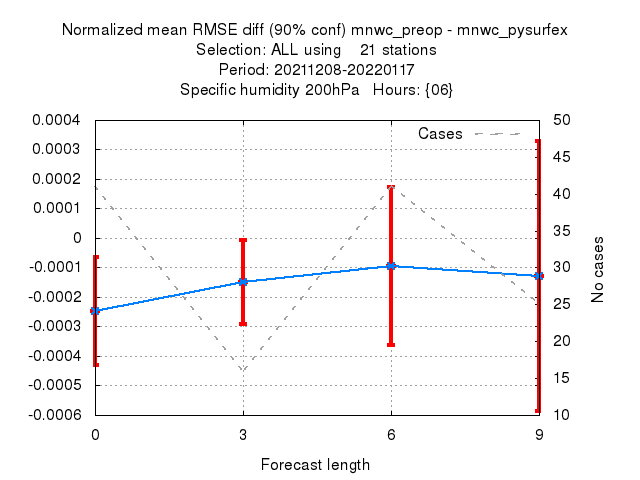 Normalized mean RMSE diff (90% conf) mnwc_preop - mnwc_pysurfex
Selection: ALL using    21 stations
Period: 20211208-20220117
Specific humidity 200hPa   Hours: {06}
Cases
0.0004
0.0003
0.0002
0.0001
0
-0.0001
-0.0002
-0.0003
-0.0004
-0.0005
-0.0006
50
45
40
35
30
25
20
15
10
No cases
0 3 6 9
Forecast length